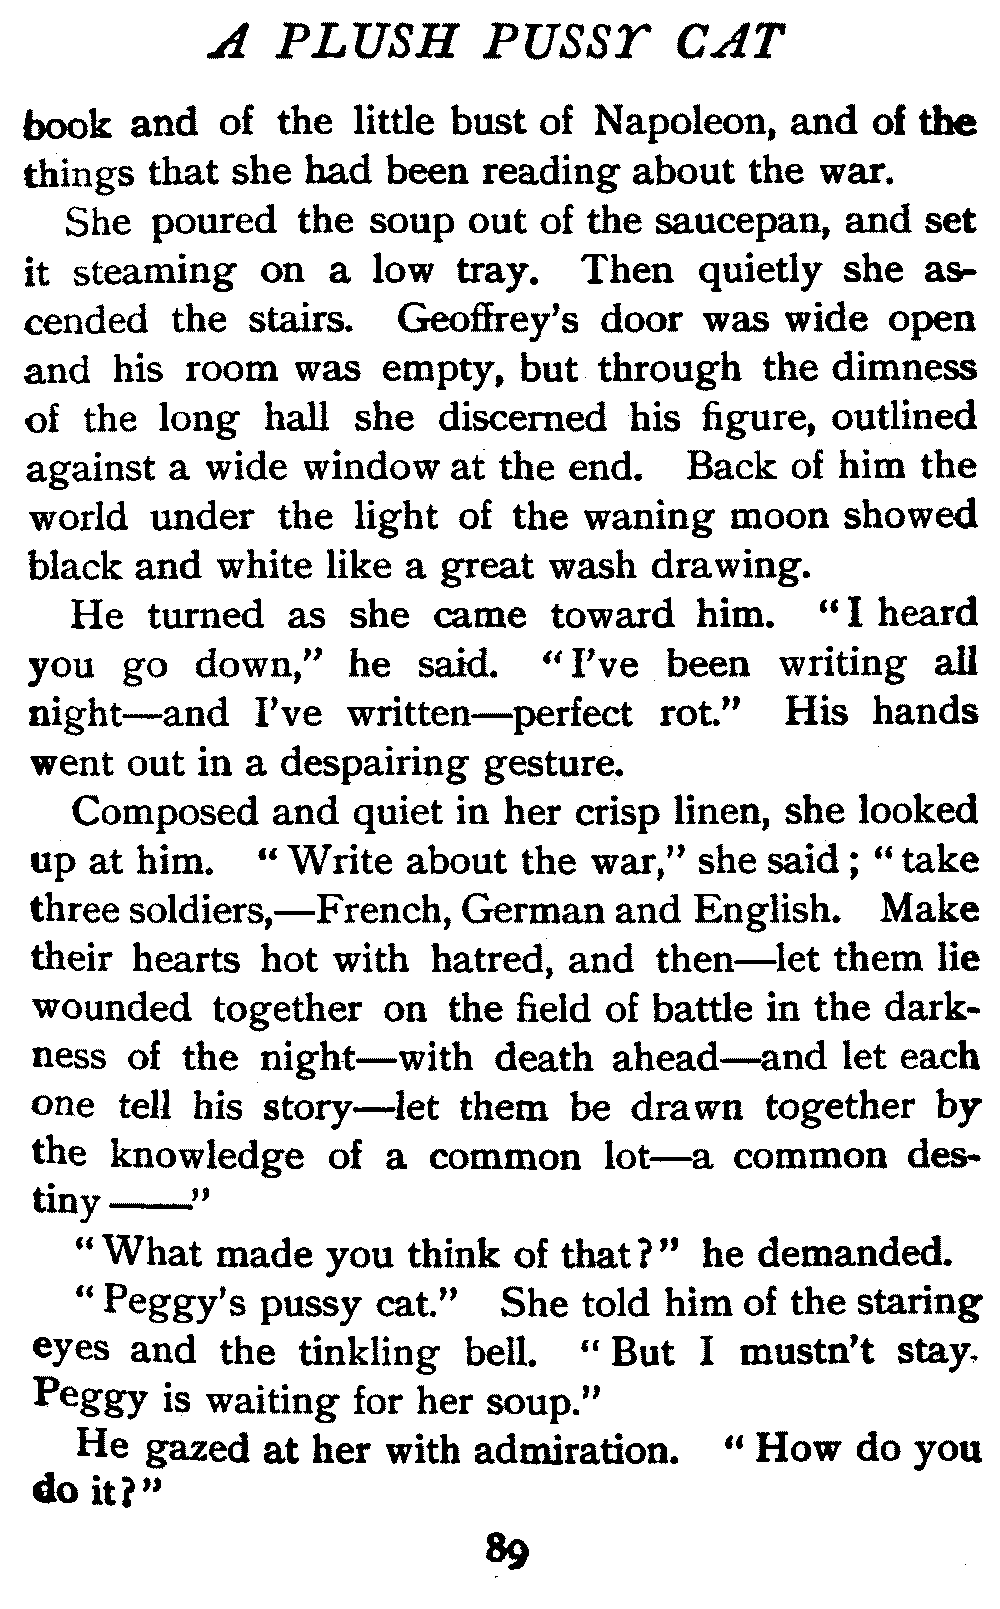 A PLUSH PUSSY CAT
book and of the little bust of Napoleon, and of the
things that she had been reading about the war.
She poured the soup out of the saucepan, and set
it steaming on a low tray. Then quietly she as-
cended the stairs. Geoffrey's door was wide open
and his room was empty, but through the dimness
of the long hall she discerned his figure, outlined
against a wide window at the end. Back of him the
world under the light of the waning moon showed
black and white like a great wash drawing.
He turned as she came toward him. “I heard
you go down,” he said. “I've been writing all
night—and I've written—perfect rot.” His hands
went out in a despairing gesture.
Composed and quiet in her crisp linen, she looked
up at him. “Write about the war,” she said; “take
three soldiers,—French, German and English. Make
their hearts hot with hatred, and then—let them lie
wounded together on the field of battle in the dark-
ness of the night—with death ahead—and let each
one tell his story—let them be drawn together by
the knowledge of a common lot—a common des-
tiny ——.”
“What made you think of that?” he demanded.
“Peggy's pussy cat.” She told him of the staring
eyes and the tinkling bell. “But I mustn't stay.
Peggy is waiting for her soup.”
He gazed at her with admiration. “How do you
do it?”
89